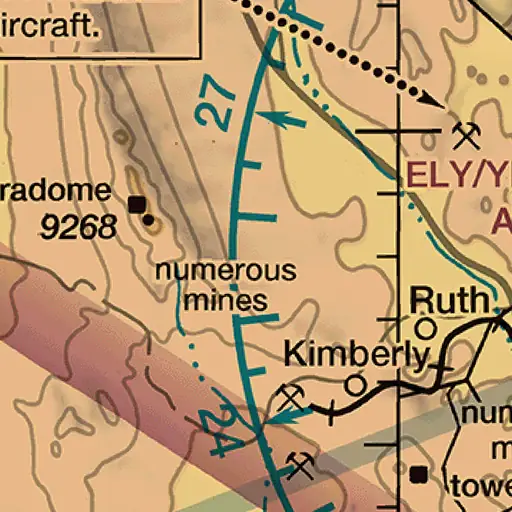 ircraft.
27
radome
9268
ELY/Y
A
numerous
mines
Ruth
Kimberly
24
num
m
towe